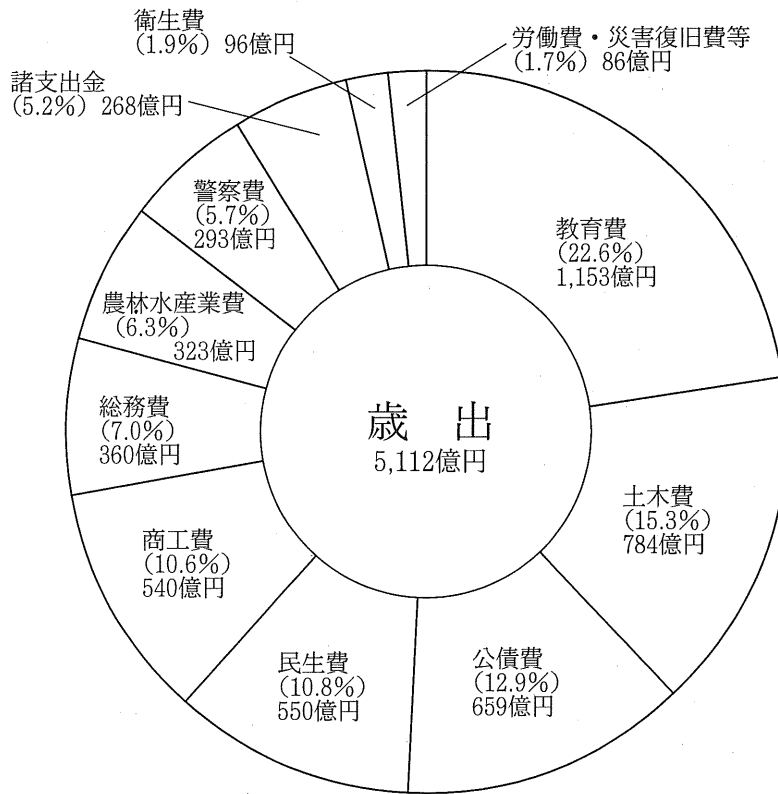 衛生費
(1.9%) 96億円
労働費・災害復旧費等
(1.7%) 86億円
諸支出金
(5.2%) 268億円
警察費
(5.7%)
293億円
教育費
(22.6%)
1,153億円
農林水産業費
(6.3%)
323億円
総務費
(7.0%)
360億円
歳 出
5,112億円
土木費
(15.3%)
784億円
商工費
(10.6%)
540億円
民生費
(10.8%)
550億円
公債費
(12.9%)
659億円